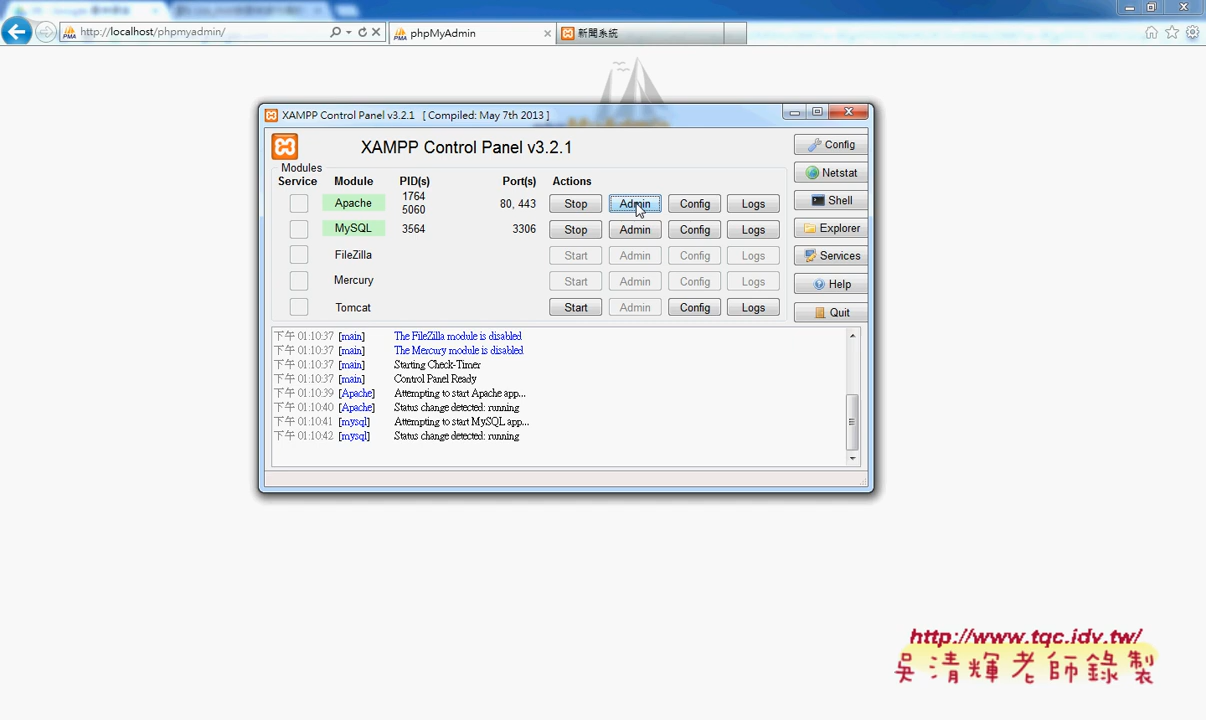 http://localhost/phpmyadmin/
phpMyAdmin
新聞系統
XAMPP Control Panel v3.2.1 [ Compiled: May 7th 2013 ]
XAMPP Control Panel v3.2.1
Config
Modules
Service Module PID(s) Port(s) Actions
Netstat
Apache 1764 5060 80, 443 Stop Admin Config Logs
Shell
MySQL 3564 3306 Stop Admin Config Logs
Explorer
FileZilla Start Admin Config Logs
Services
Mercury Start Admin Config Logs
Help
Tomcat Start Admin Config Logs
Quit
下午 01:10:37 [main] The FileZilla module is disabled
下午 01:10:37 [main] The Mercury module is disabled
下午 01:10:37 [main] Starting Check-Timer
下午 01:10:37 [main] Control Panel Ready
下午 01:10:39 [Apache] Attempting to start Apache app...
下午 01:10:40 [Apache] Status change detected: running
下午 01:10:41 [mysql] Attempting to start MySQL app...
下午 01:10:42 [mysql] Status change detected: running
http://www.tqc.idv.tw/
吳清輝老師錄製